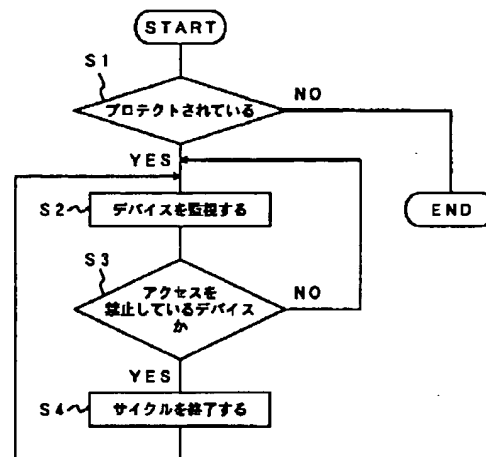 START
S1
プロテクトされている
NO
YES
S2
デバイスを監視する
END
S3
アクセスを
禁止しているデバイス
か
NO
YES
S4
サイクルを終了する